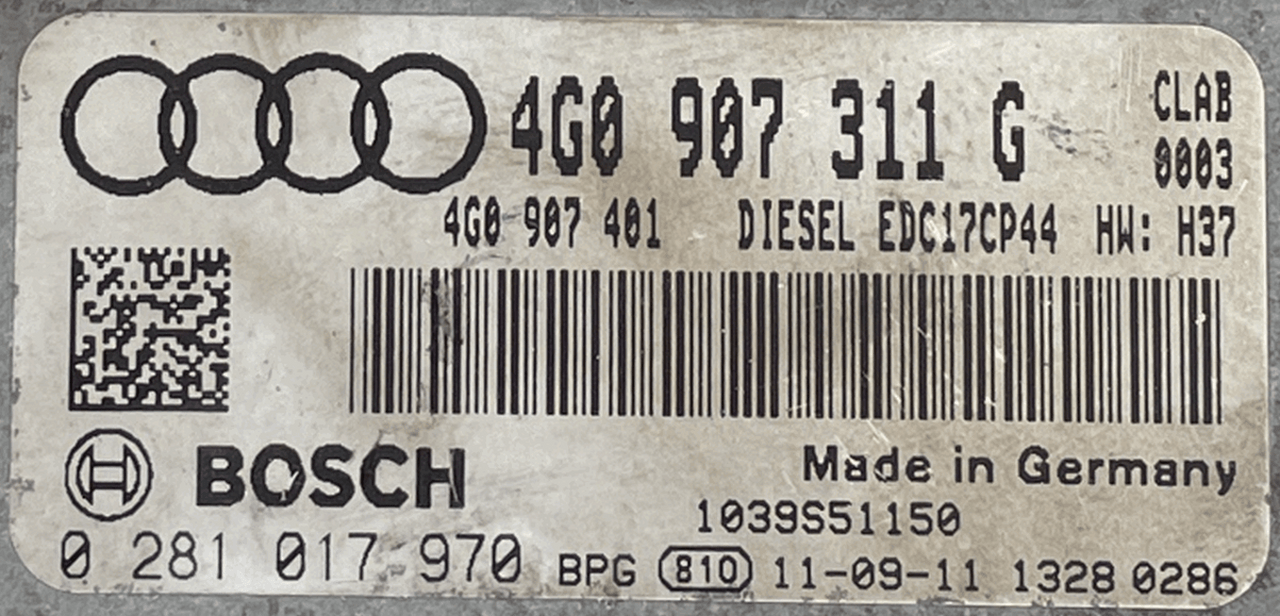 4G0 907 311 G
CLAB
0003
4G0 907 401 DIESEL EDC17CP44 HW: H37
BOSCH
Made in Germany
1039S51150
0 281 017 970 BPG 810 11-09-11 1328 0286